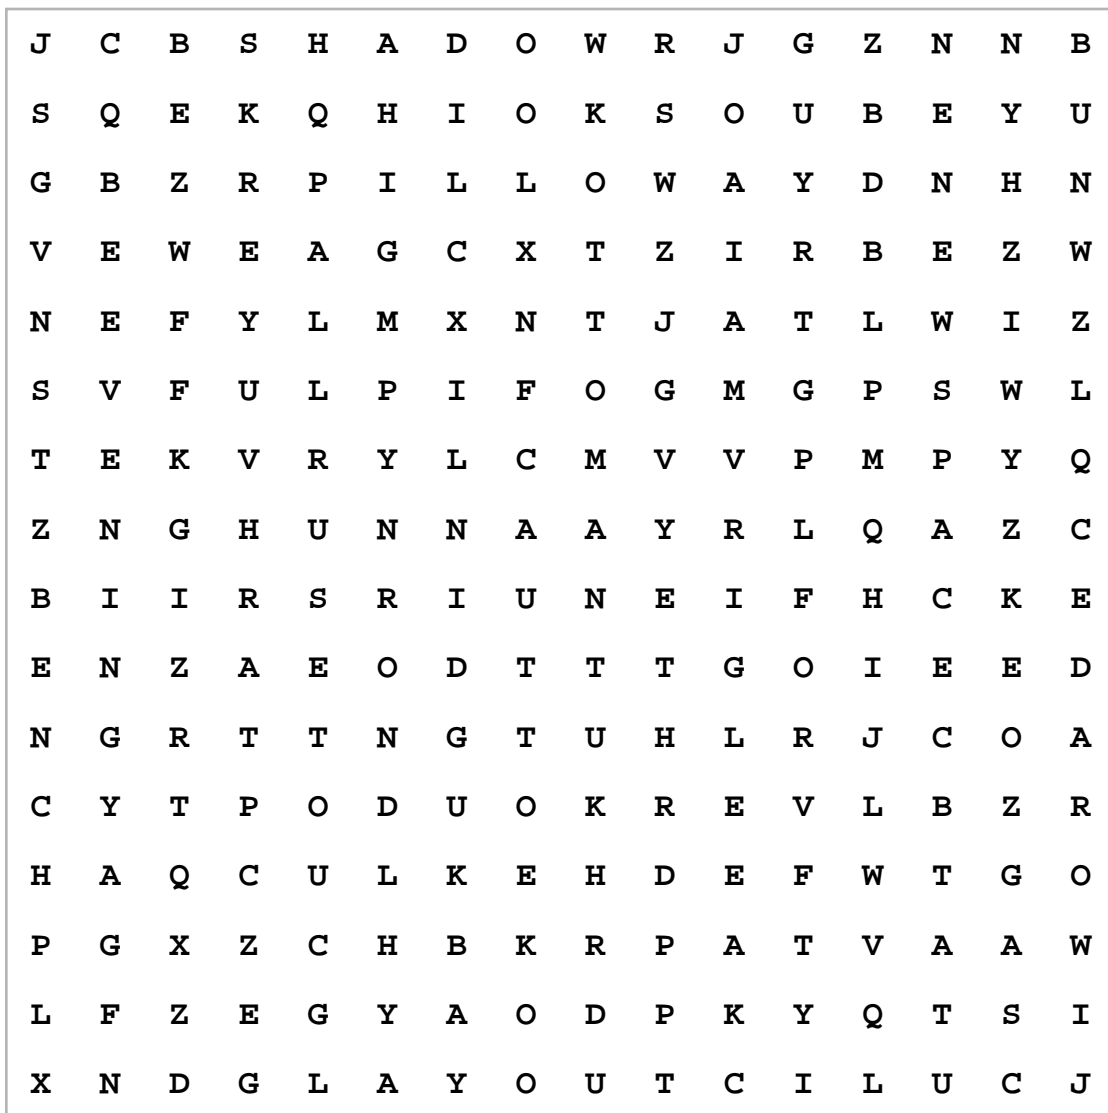 J C B S H A D O W R J G Z N N B
S Q E K Q H I O K S O U B E Y U
G B Z R P I L L O W A Y D N H N
V E W E A G C X T Z I R B E Z W
N E F Y L M X N T J A T L W I Z
S V F U L P I F O G M G P S W L
T E K V R Y L C M V V P M P Y Q
Z N G H U N N A A Y R L Q A Z C
B I I R S R I U N E I F H C K E
E N Z A E O D T T T G O I E E D
N G R T T N G T U H L R J C O A
C Y T P O D U O K R E V L B Z R
H A Q C U L K E H D E F W T G O
P G X Z C H B K R P A T V A A W
L F Z E G Y A O D P K Y Q T S I
X N D G L A Y O U T C I L U C J